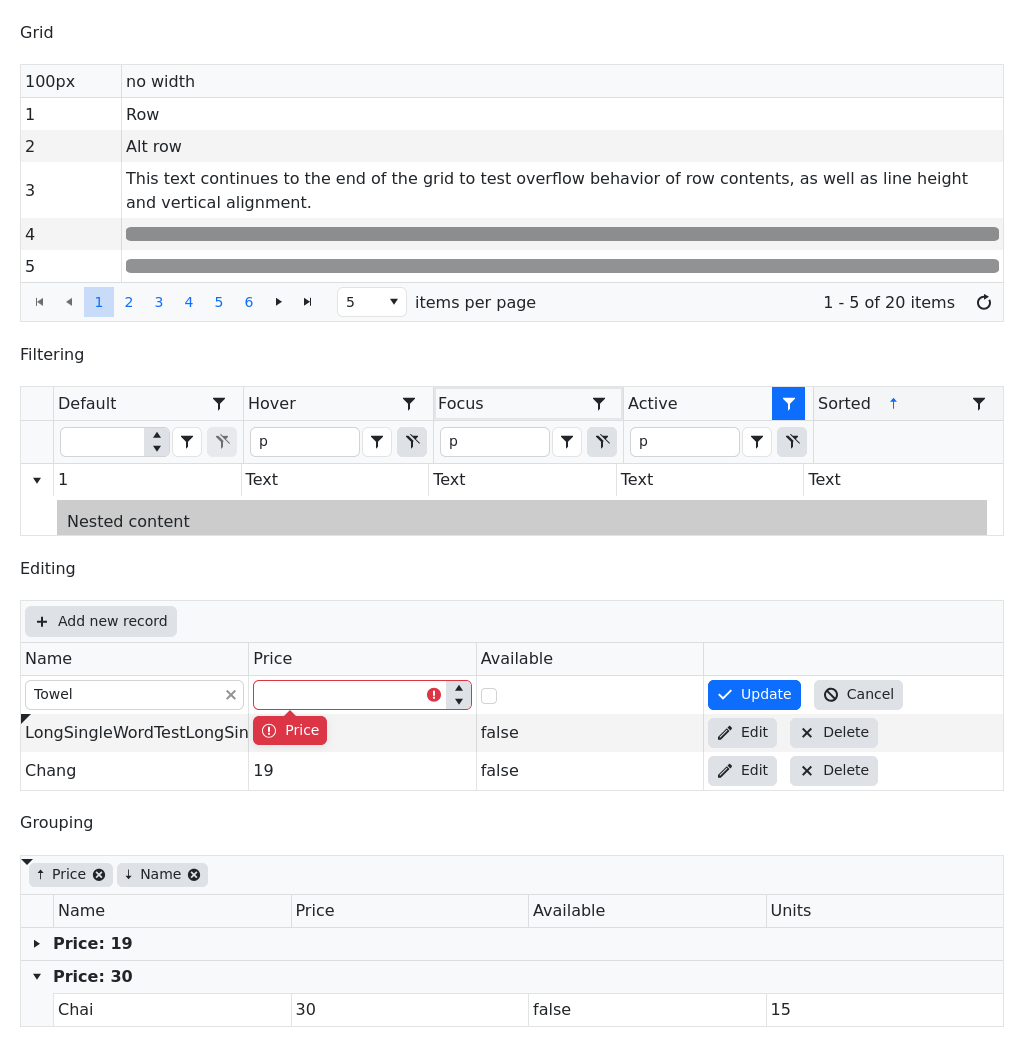 Grid
100px no width
1 Row
2 Alt row
3 This text continues to the end of the grid to test overflow behavior of row contents, as well as line height
and vertical alignment.
4
5
1 2 3 4 5 6 5 items per page 1 - 5 of 20 items
Filtering
Default Hover Focus Active Sorted
p p p
1 Text Text Text Text
Nested content
Editing
Add new record
Name Price Available
Towel Update Cancel
LongSingleWordTestLongSin Price false Edit Delete
Chang 19 false Edit Delete
Grouping
Price Name
Name Price Available Units
Price: 19
Price: 30
Chai 30 false 15